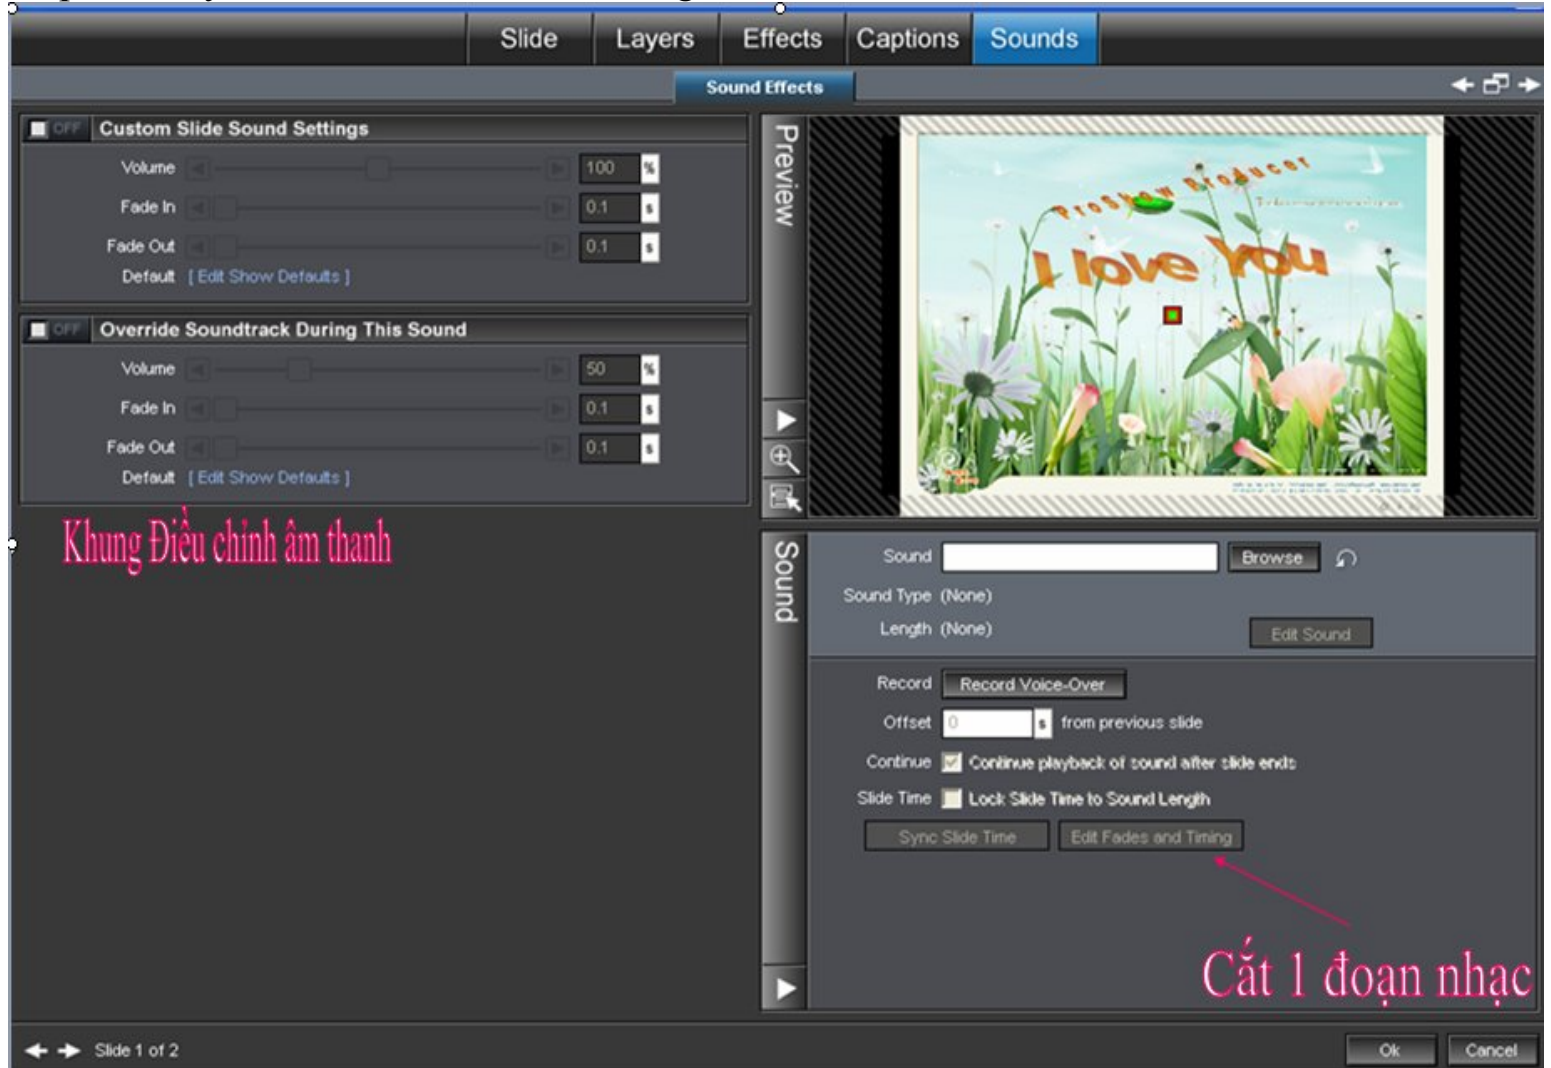 Slide Layers Effects Captions Sounds
Sound Effects
OFF Custom Slide Sound Settings
Volume 100 %
Fade In 0.1 s
Fade Out 0.1 s
Default [ Edit Show Defaults ]
OFF Override Soundtrack During This Sound
Volume 50 %
Fade In 0.1 s
Fade Out 0.1 s
Default [ Edit Show Defaults ]
Khung Điều chỉnh âm thanh
Preview
ProShow Producer
I love You
Sound
Sound Browse
Sound Type (None)
Length (None) Edit Sound
Record Record Voice-Over
Offset 0 s from previous slide
Continue Continue playback of sound after slide ends
Slide Time Lock Slide Time to Sound Length
Sync Slide Time Edit Fades and Timing
Cắt 1 đoạn nhạc
Slide 1 of 2 Ok Cancel